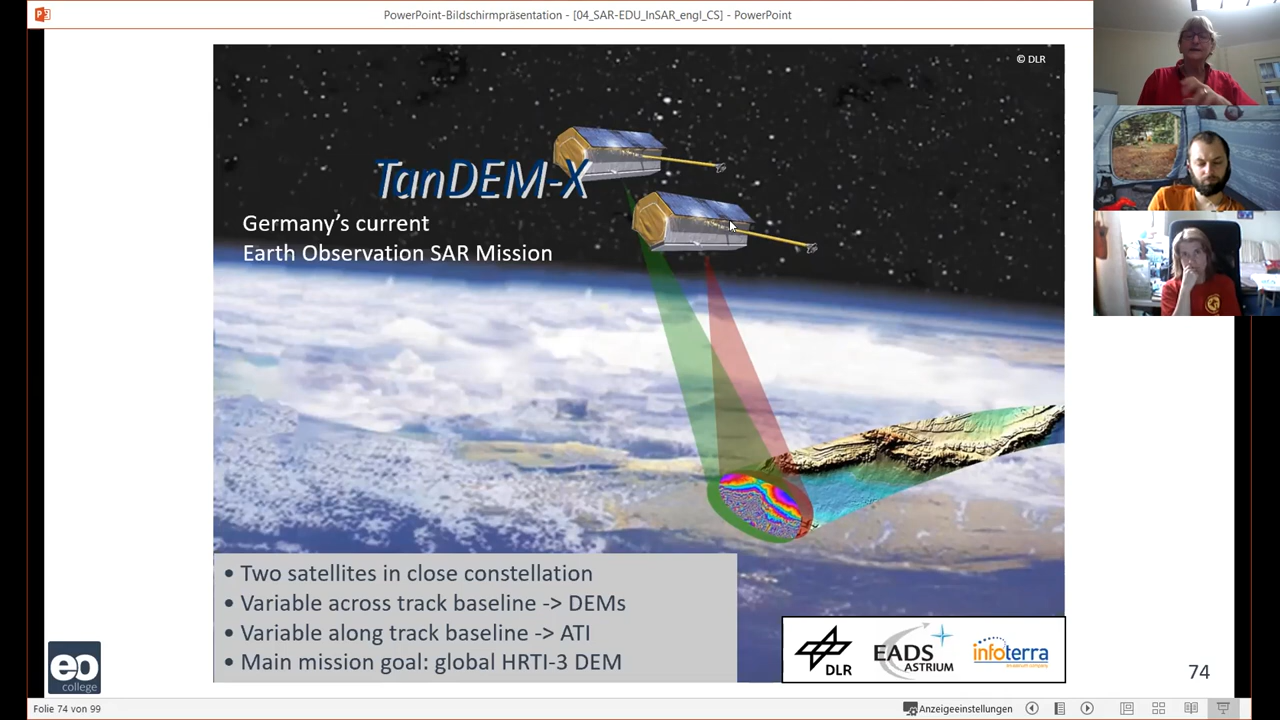 PowerPoint-Bildschirmpräsentation - [04_SAR-EDU_InSAR_engl_CS] - PowerPoint
© DLR
TanDEM-X
Germany's current
Earth Observation SAR Mission
• Two satellites in close constellation
• Variable across track baseline -> DEMs
• Variable along track baseline -> ATI
• Main mission goal: global HRTI-3 DEM
DLR
EADS
ASTRIUM
infoterra
eo
college
74
Folie 74 von 99
Anzeigeeinstellungen